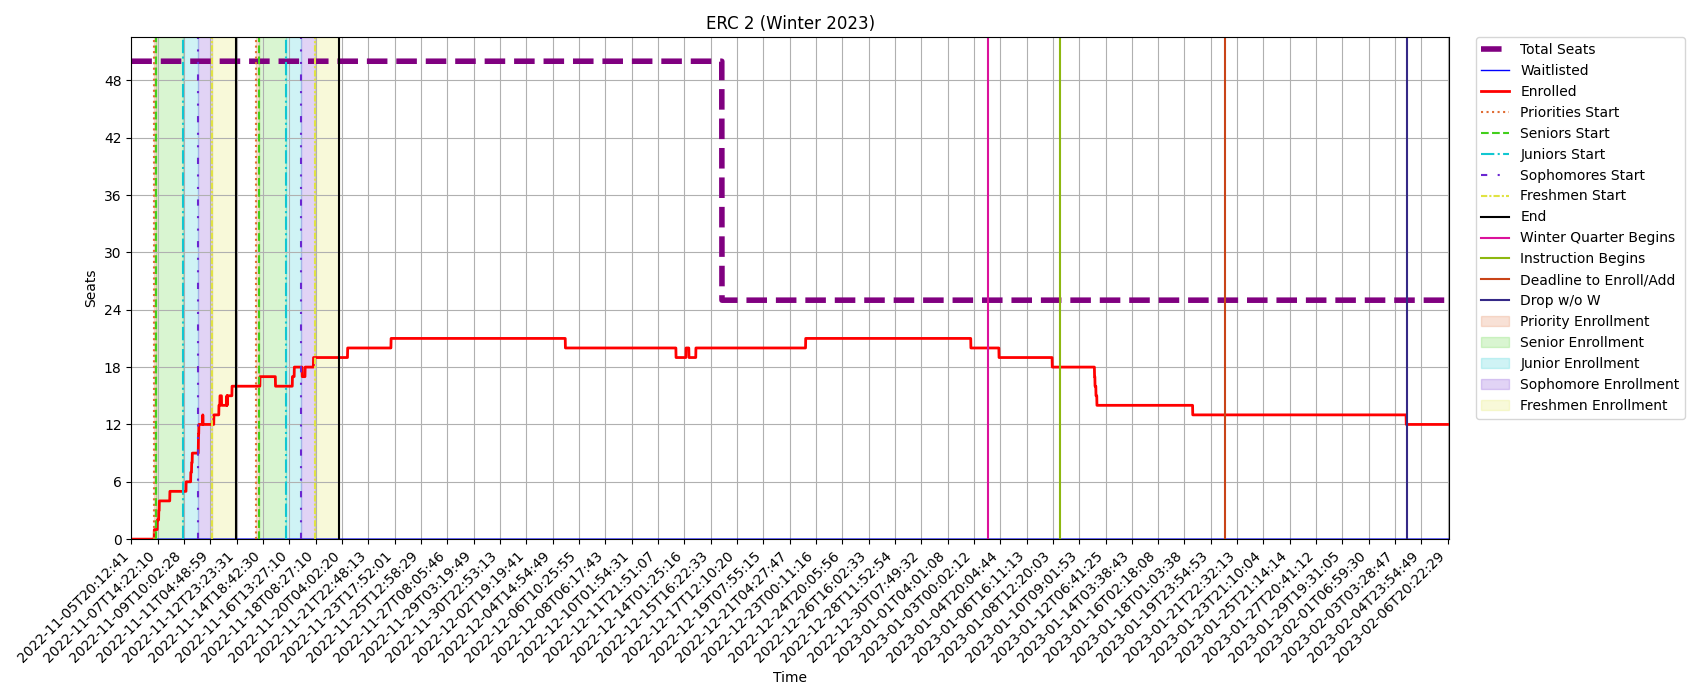 ERC 2 (Winter 2023)
Seats
48
42
36
30
24
18
12
6
0
2022-11-05T20:12:41
2022-11-07T14:22:10
2022-11-09T10:02:28
2022-11-11T04:48:59
2022-11-12T23:23:31
2022-11-14T18:42:30
2022-11-16T13:27:10
2022-11-18T08:27:10
2022-11-20T04:02:20
2022-11-21T22:48:13
2022-11-23T17:52:01
2022-11-25T12:58:29
2022-11-27T08:05:46
2022-11-29T03:19:49
2022-11-30T22:53:13
2022-12-02T19:19:41
2022-12-04T14:54:49
2022-12-06T10:25:55
2022-12-08T06:17:43
2022-12-10T01:54:31
2022-12-11T21:51:07
2022-12-14T01:25:16
2022-12-15T16:22:33
2022-12-17T12:10:20
2022-12-19T07:55:15
2022-12-21T04:27:47
2022-12-23T00:11:16
2022-12-24T20:05:56
2022-12-26T16:02:33
2022-12-28T11:52:54
2022-12-30T07:49:32
2023-01-01T04:01:08
2023-01-03T00:02:12
2023-01-04T20:04:44
2023-01-06T16:11:13
2023-01-08T12:20:03
2023-01-10T09:01:53
2023-01-12T06:41:25
2023-01-14T03:38:43
2023-01-16T02:18:08
2023-01-18T01:03:38
2023-01-19T23:54:53
2023-01-21T22:32:13
2023-01-23T21:10:04
2023-01-25T21:14:14
2023-01-27T20:41:12
2023-01-29T19:31:05
2023-02-01T06:59:30
2023-02-03T03:28:47
2023-02-04T23:54:49
2023-02-06T20:22:29
Time
Total Seats
Waitlisted
Enrolled
Priorities Start
Seniors Start
Juniors Start
Sophomores Start
Freshmen Start
End
Winter Quarter Begins
Instruction Begins
Deadline to Enroll/Add
Drop w/o W
Priority Enrollment
Senior Enrollment
Junior Enrollment
Sophomore Enrollment
Freshmen Enrollment